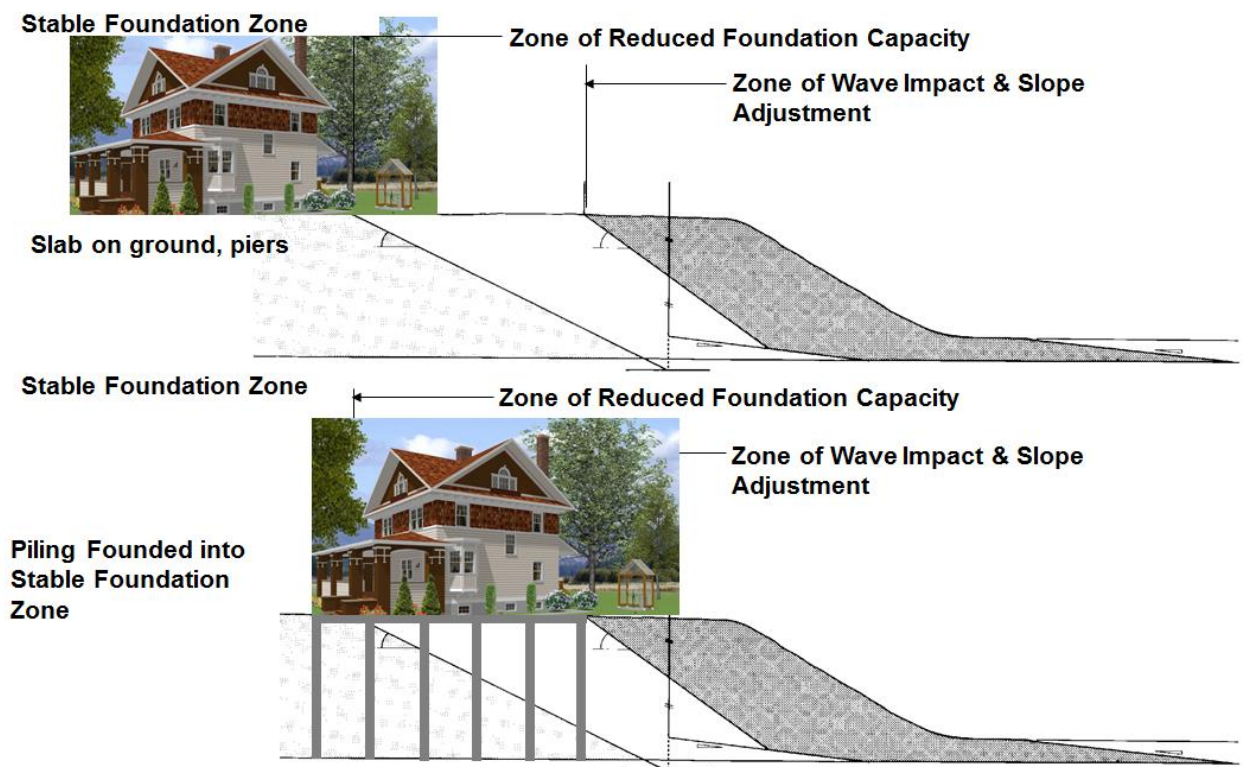 Stable Foundation Zone
Zone of Reduced Foundation Capacity
Zone of Wave Impact & Slope
Adjustment
Slab on ground, piers
Stable Foundation Zone
Zone of Reduced Foundation Capacity
Zone of Wave Impact & Slope
Adjustment
Piling Founded into
Stable Foundation
Zone